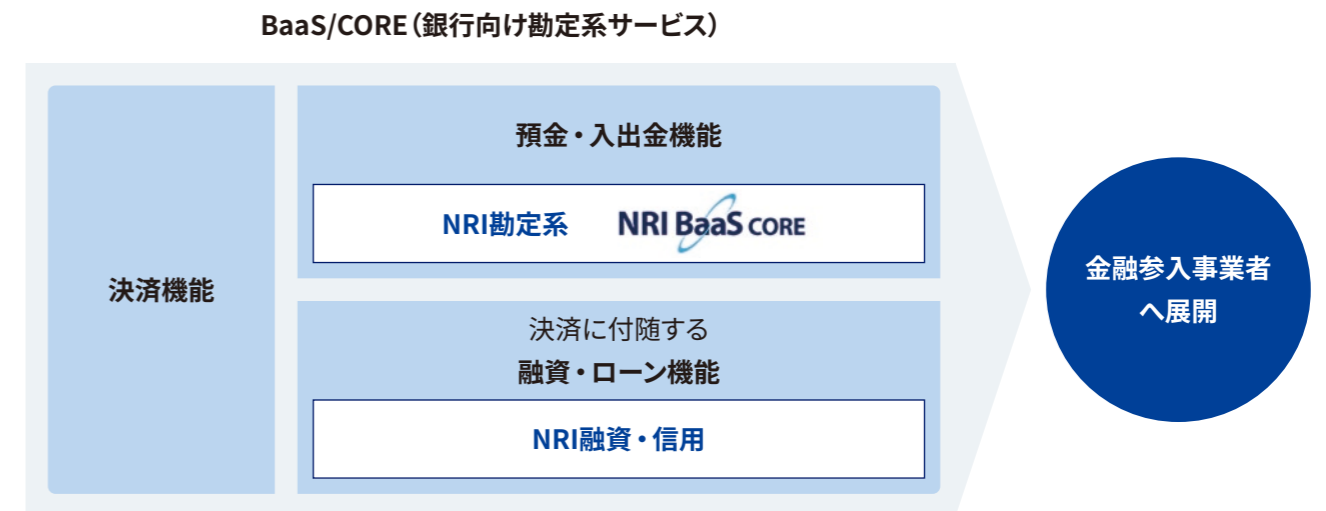 BaaS/CORE（銀行向け勘定系サービス）
決済機能
預金・入出金機能
NRI勘定系 NRI BaaS CORE
決済に付随する
融資・ローン機能
NRI融資・信用
金融参入事業者
へ展開